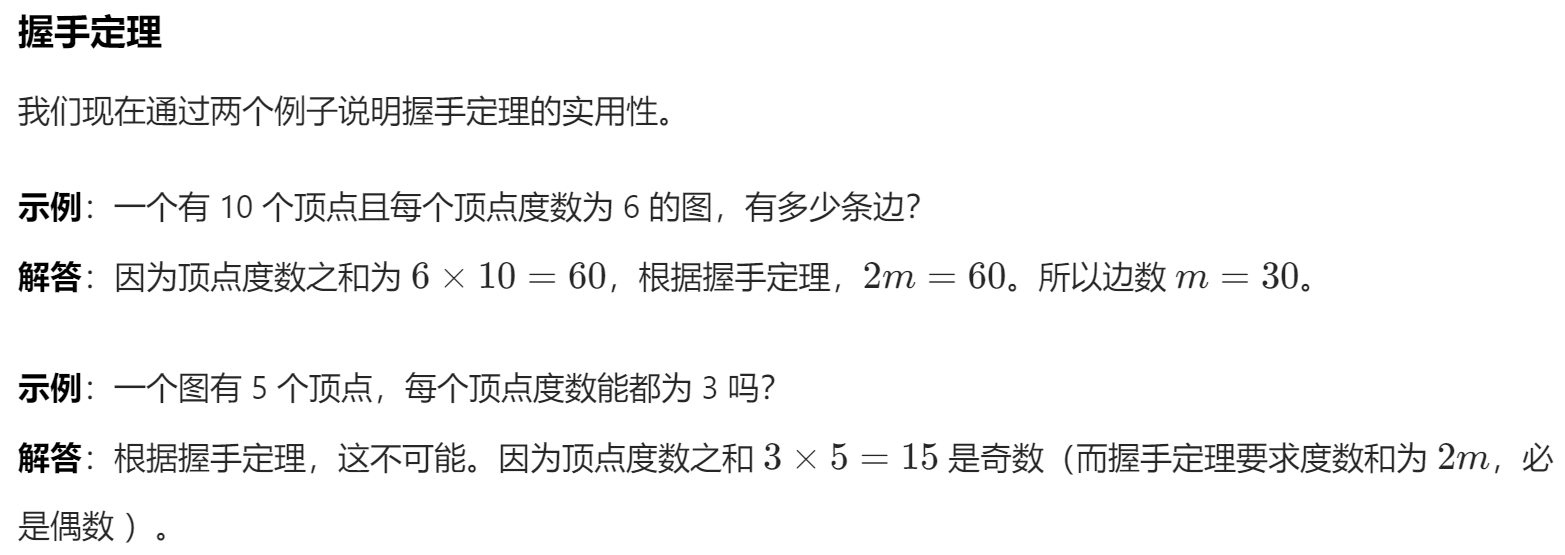 握手定理
我们现在通过两个例子说明握手定理的实用性。
示例：一个有 10 个顶点且每个顶点度数为 6 的图，有多少条边？
解答：因为顶点度数之和为 6 × 10 = 60，根据握手定理，2m = 60。所以边数 m = 30。
示例：一个图有 5 个顶点，每个顶点度数能都为 3 吗？
解答：根据握手定理，这不可能。因为顶点度数之和 3 × 5 = 15 是奇数（而握手定理要求度数和为 2m，必
是偶数 ）。